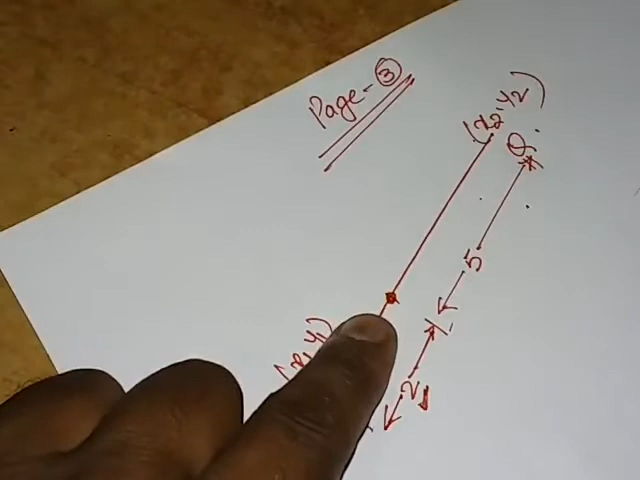 Page-③
(x₂,y₂)
Q
5
(x₁,y₁)
2